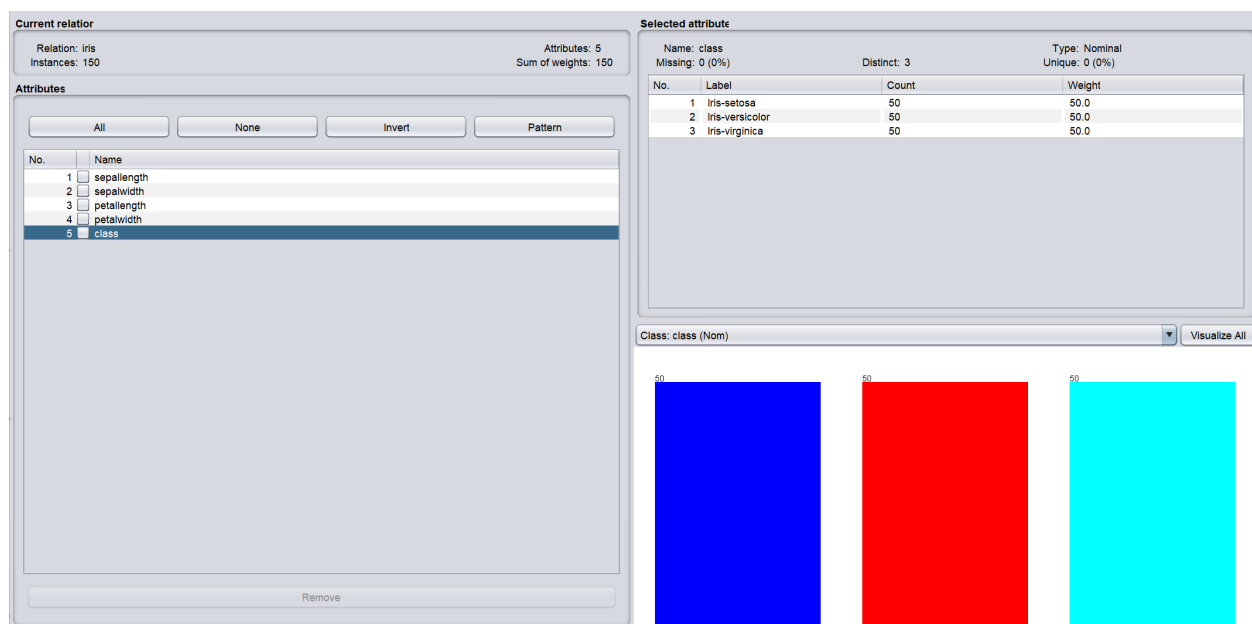 Current relation
Relation: iris
Attributes: 5
Instances: 150
Sum of weights: 150
Attributes
All
None
Invert
Pattern
No.
Name
1 sepallength
2 sepalwidth
3 petallength
4 petalwidth
5 class
Remove
Selected attribute
Name: class
Type: Nominal
Missing: 0 (0%)
Distinct: 3
Unique: 0 (0%)
No. Label Count Weight
1 Iris-setosa 50 50.0
2 Iris-versicolor 50 50.0
3 Iris-virginica 50 50.0
Class: class (Nom)
Visualize All
50 50 50